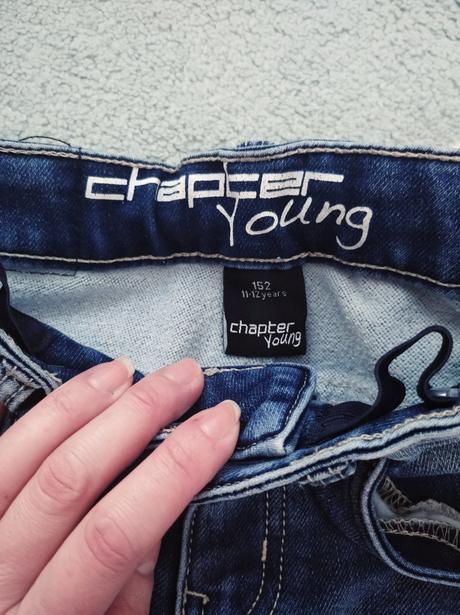 chapter
Young
152
11-12 years
chapter
young